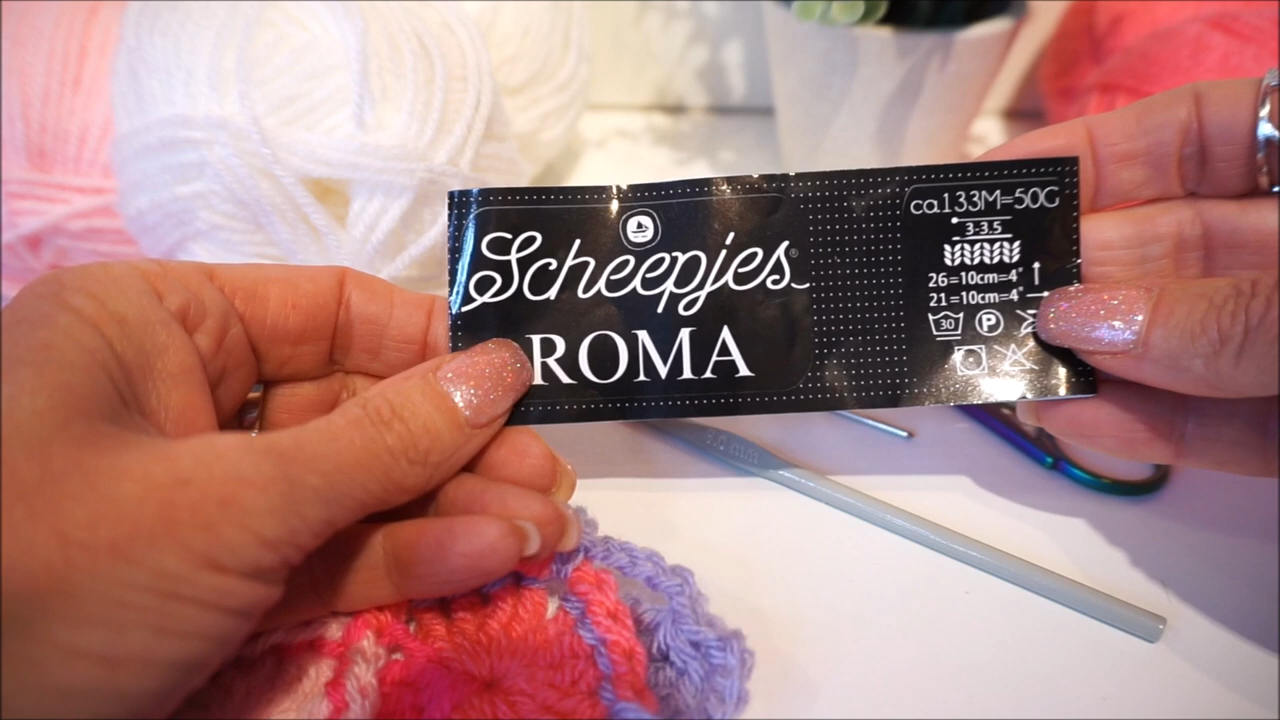 Scheepjes®
ROMA
ca.133M=50G
3-3.5
26=10cm=4"
21=10cm=4"
30 P